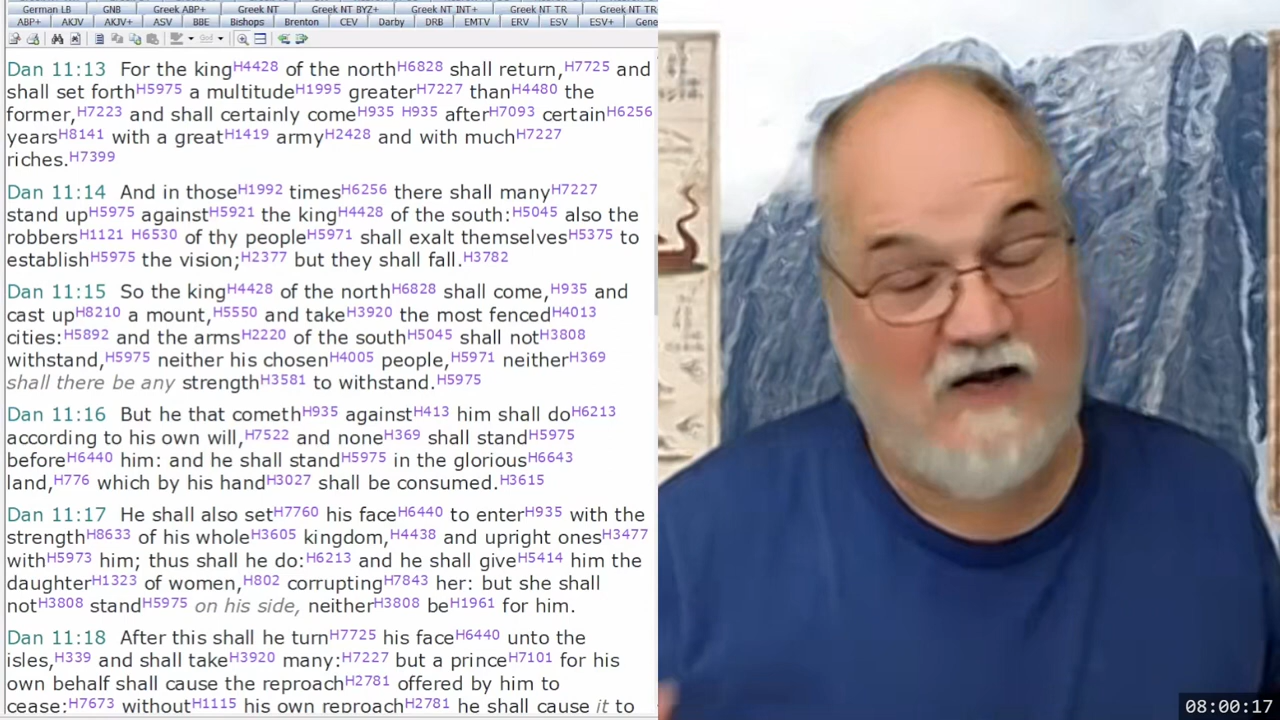 German LB GNB Greek ABP+ Greek NT Greek NT BYZ+ Greek NT INT+ Greek NT TR Greek NT TR
ABP+ AKJV AKJV+ ASV BBE Bishops Brenton CEV Darby DRB EMTV ERV ESV ESV+ Gene
Dan 11:13 For the kingH4428 of the northH6828 shall return,H7725 and
shall set forthH5975 a multitudeH1995 greaterH7227 thanH4480 the
former,H7223 and shall certainly comeH935 H935 afterH7093 certainH6256
yearsH8141 with a greatH1419 armyH2428 and with muchH7227
riches.H7399
Dan 11:14 And in thoseH1992 timesH6256 there shall manyH7227
stand upH5975 againstH5921 the kingH4428 of the south:H5045 also the
robbersH1121 H6530 of thy peopleH5971 shall exalt themselvesH5375 to
establishH5975 the vision;H2377 but they shall fall.H3782
Dan 11:15 So the kingH4428 of the northH6828 shall come,H935 and
cast upH8210 a mount,H5550 and takeH3920 the most fencedH4013
cities:H5892 and the armsH2220 of the southH5045 shall notH3808
withstand,H5975 neither his chosenH4005 people,H5971 neitherH369
shall there be any strengthH3581 to withstand.H5975
Dan 11:16 But he that comethH935 againstH413 him shall doH6213
according to his own will,H7522 and noneH369 shall standH5975
beforeH6440 him: and he shall standH5975 in the gloriousH6643
land,H776 which by his handH3027 shall be consumed.H3615
Dan 11:17 He shall also setH7760 his faceH6440 to enterH935 with the
strengthH8633 of his wholeH3605 kingdom,H4438 and upright onesH3477
withH5973 him; thus shall he do:H6213 and he shall giveH5414 him the
daughterH1323 of women,H802 corruptingH7843 her: but she shall
notH3808 standH5975 on his side, neitherH3808 beH1961 for him.
Dan 11:18 After this shall he turnH7725 his faceH6440 unto the
isles,H339 and shall takeH3920 many:H7227 but a princeH7101 for his
own behalf shall cause the reproachH2781 offered by him to
cease:H7673 withoutH1115 his own reproachH2781 he shall cause it to
08:00:17